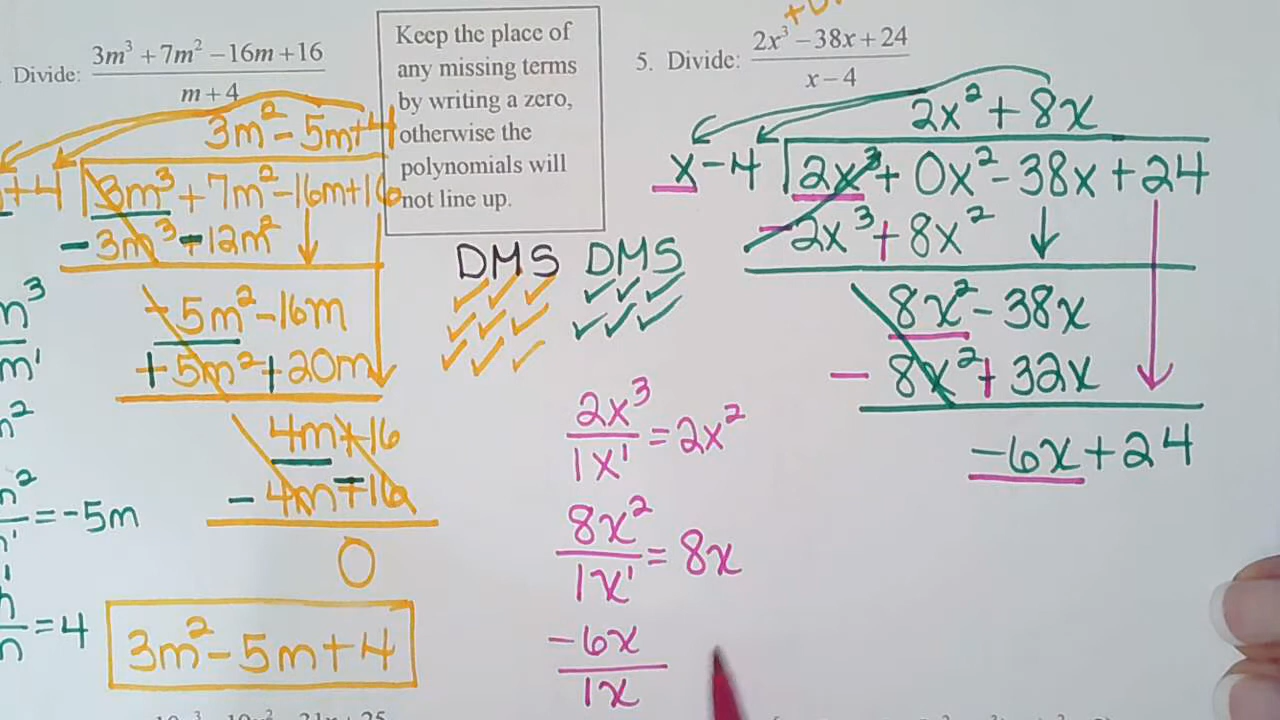 Divide: 3m³ + 7m² − 16m + 16
m + 4
3m² − 5m + 4
+4 3m³ + 7m² − 16m + 16
− 3m³ − 12m²
− 5m² − 16m
+ 5m² + 20m
4m + 16
− 4m − 16
0
3m² − 5m + 4
= −5m
= 4
Keep the place of
any missing terms
by writing a zero,
otherwise the
polynomials will
not line up.
DMS DMS
2x³
1x¹
= 2x²
8x²
1x¹
= 8x
−6x
1x
5. Divide: 2x³ − 38x + 24
x − 4
2x² + 8x
x − 4 2x³ + 0x² − 38x + 24
− 2x³ + 8x²
8x² − 38x
− 8x² + 32x
−6x + 24